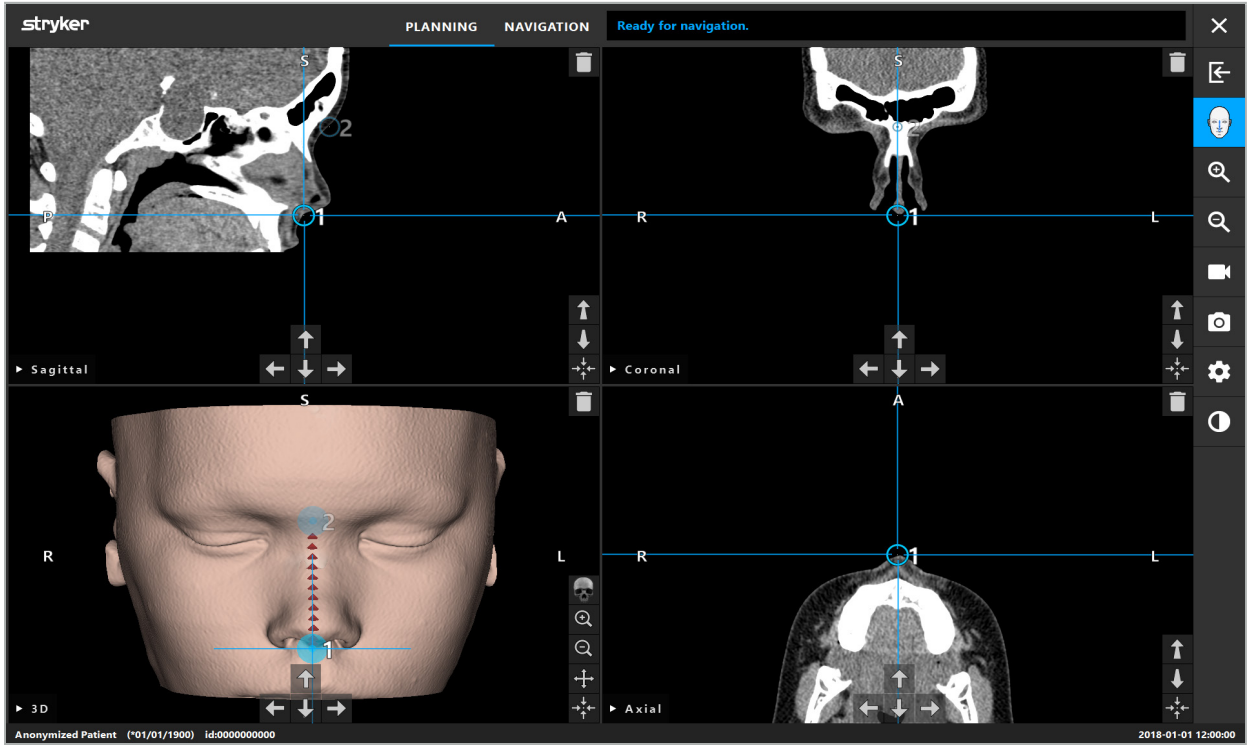 stryker PLANNING NAVIGATION Ready for navigation.
S
2
P
1
A
Sagittal
S
2
R
1
L
Coronal
S
2
R
L
1
3D
A
R
1
L
Axial
Anonymized Patient (*01/01/1900) id:0000000000 2018-01-01 12:00:00